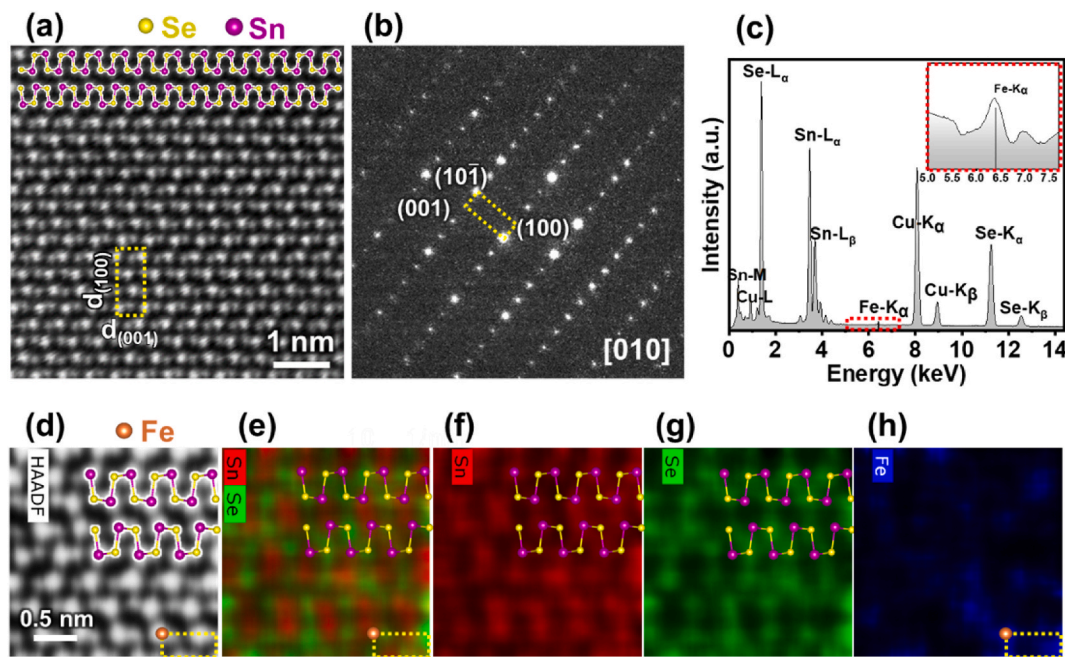 (a) Se Sn
d(100)
d(001)
1 nm
(b)
(101̄)
(001)
(100)
[010]
(c)
Intensity (a.u.)
Se-Lα
Sn-Lα
Sn-Lβ
Sn-M
Cu-L
Fe-Kα
Cu-Kα
Cu-Kβ
Se-Kα
Se-Kβ
Fe-Kα
5.0 5.5 6.0 6.5 7.0 7.5
0 2 4 6 8 10 12 14
Energy (keV)
(d) Fe
HAADF
0.5 nm
(e)
Sn
Se
(f)
Sn
(g)
Se
(h)
Fe